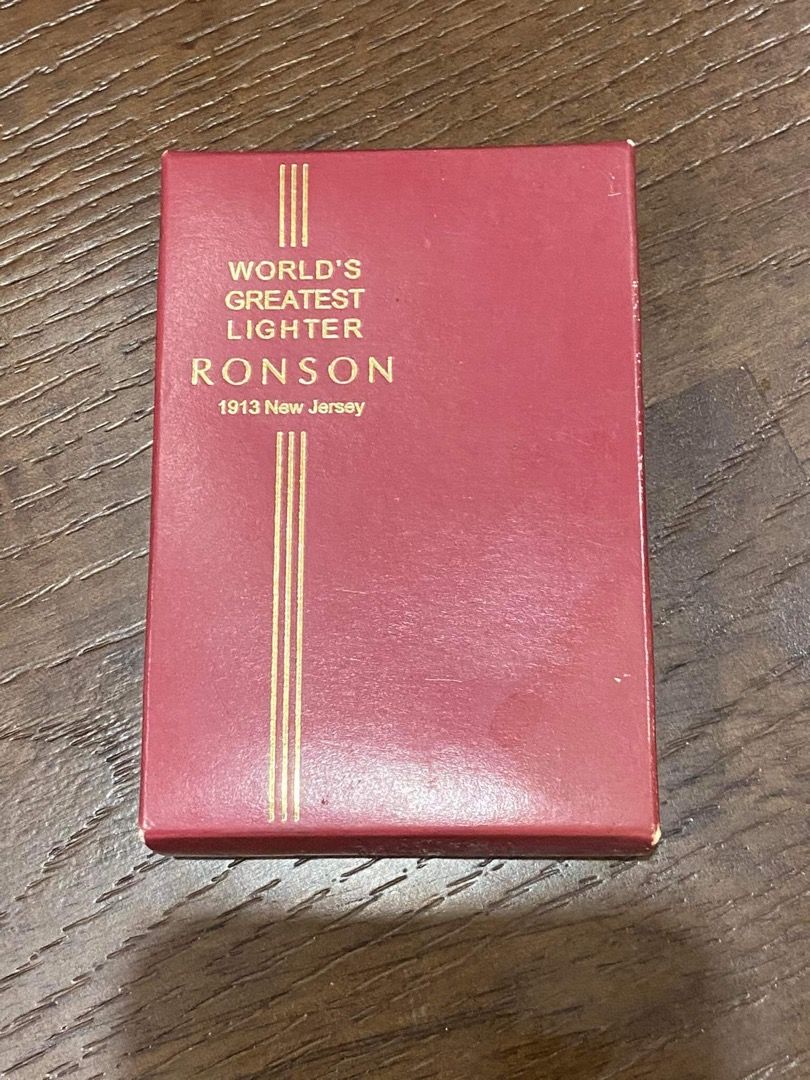 WORLD'S
GREATEST
LIGHTER
RONSON
1913 New Jersey